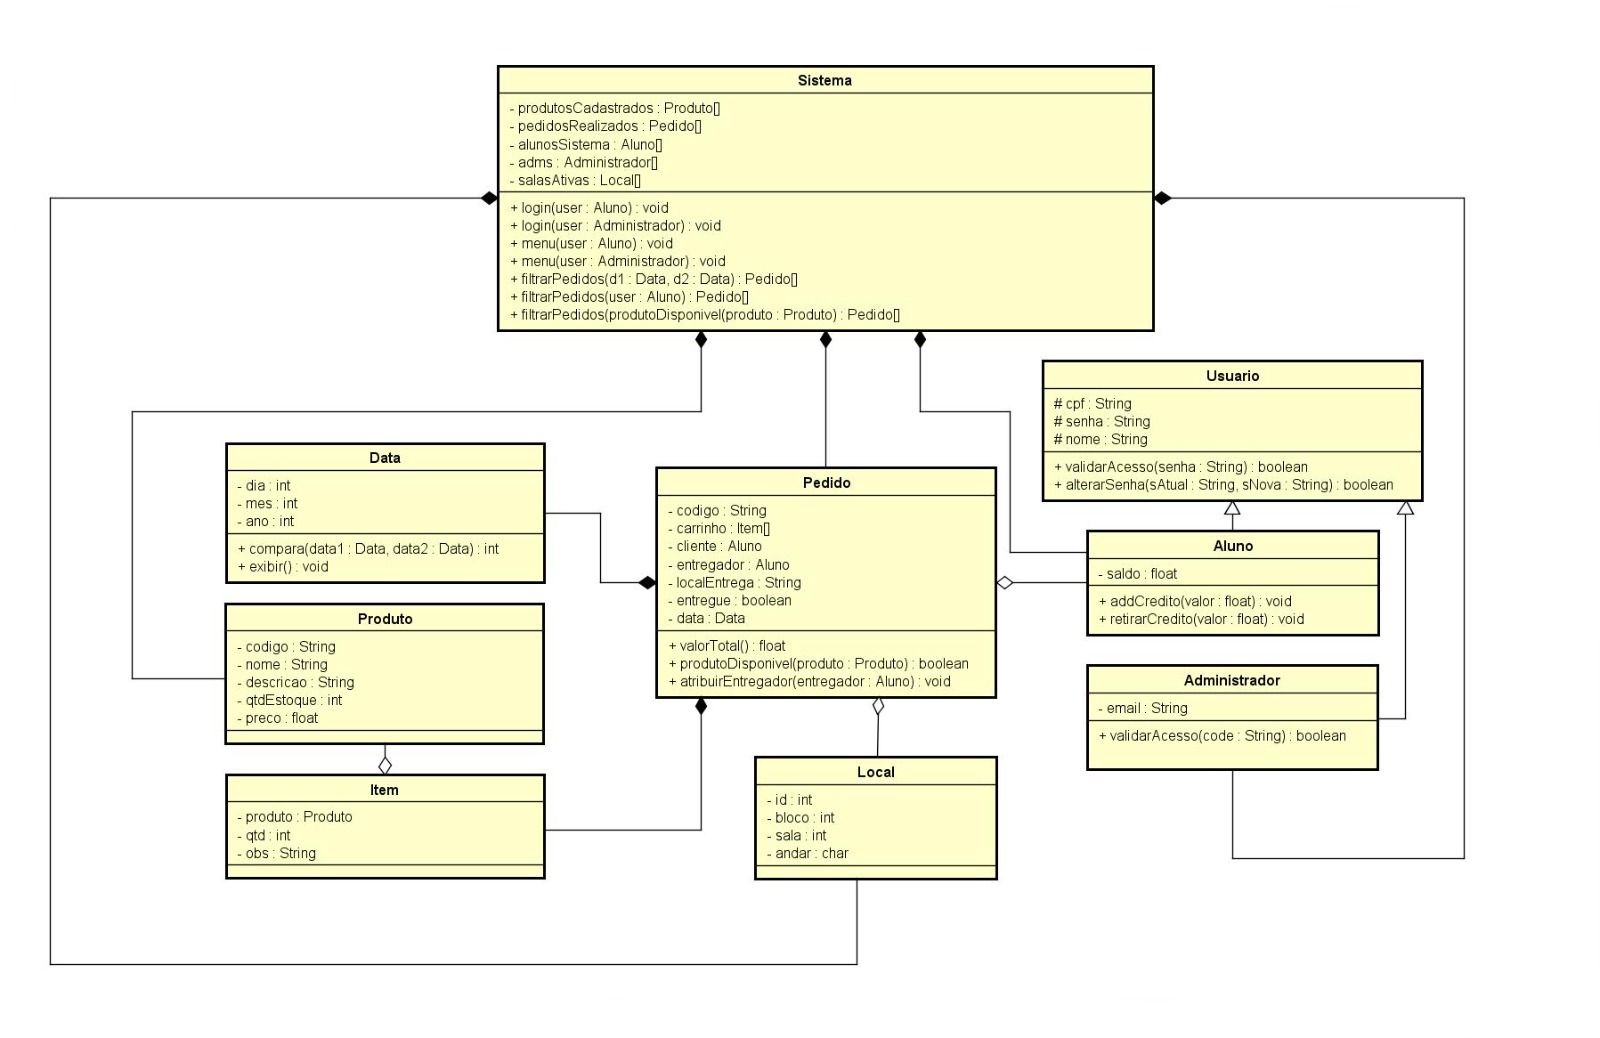 Sistema
- produtosCadastrados : Produto[]
- pedidosRealizados : Pedido[]
- alunosSistema : Aluno[]
- adms : Administrador[]
- salasAtivas : Local[]
+ login(user : Aluno) : void
+ login(user : Administrador) : void
+ menu(user : Aluno) : void
+ menu(user : Administrador) : void
+ filtrarPedidos(d1 : Data, d2 : Data) : Pedido[]
+ filtrarPedidos(user : Aluno) : Pedido[]
+ filtrarPedidos(produtoDisponivel(produto : Produto) : Pedido[]
Usuario
# cpf : String
# senha : String
# nome : String
+ validarAcesso(senha : String) : boolean
+ alterarSenha(sAtual : String, sNova : String) : boolean
Data
- dia : int
- mes : int
- ano : int
+ compara(data1 : Data, data2 : Data) : int
+ exibir() : void
Pedido
- codigo : String
- carrinho : Item[]
- cliente : Aluno
- entregador : Aluno
- localEntrega : String
- entregue : boolean
- data : Data
+ valorTotal() : float
+ produtoDisponivel(produto : Produto) : boolean
+ atribuirEntregador(entregador : Aluno) : void
Aluno
- saldo : float
+ addCredito(valor : float) : void
+ retirarCredito(valor : float) : void
Produto
- codigo : String
- nome : String
- descricao : String
- qtdEstoque : int
- preco : float
Administrador
- email : String
+ validarAcesso(code : String) : boolean
Item
- produto : Produto
- qtd : int
- obs : String
Local
- id : int
- bloco : int
- sala : int
- andar : char